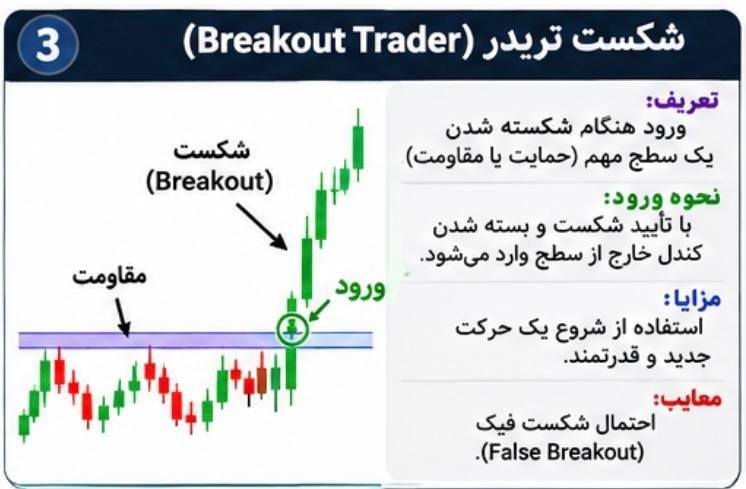 3
شکست تریدر (Breakout Trader)
شکست
(Breakout)
مقاومت
ورود
تعریف:
ورود هنگام شکسته شدن
یک سطح مهم (حمایت یا مقاومت)
نحوه ورود:
با تأیید شکست و بسته شدن
کندل خارج از سطح وارد می‌شود.
مزایا:
استفاده از شروع یک حرکت
جدید و قدرتمند.
معایب:
احتمال شکست فیک
(False Breakout).